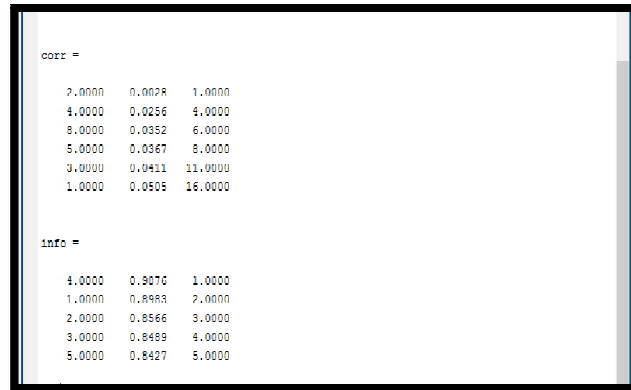 corr =
2.0000 0.0028 1.0000
4.0000 0.0256 4.0000
8.0000 0.0352 6.0000
5.0000 0.0367 8.0000
3.0000 0.0411 11.0000
1.0000 0.0505 16.0000
info =
4.0000 0.9076 1.0000
1.0000 0.8983 2.0000
2.0000 0.8566 3.0000
3.0000 0.8489 4.0000
5.0000 0.8427 5.0000